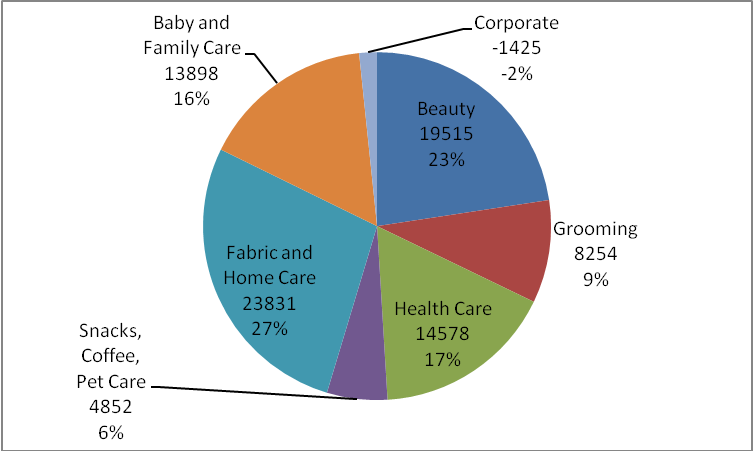 Baby and
Family Care
13898
16%
Corporate
-1425
-2%
Beauty
19515
23%
Grooming
8254
9%
Health Care
14578
17%
Fabric and
Home Care
23831
27%
Snacks,
Coffee,
Pet Care
4852
6%